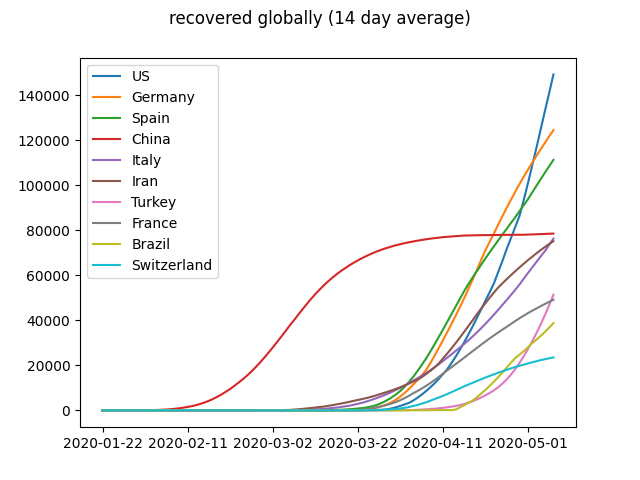 recovered globally (14 day average)
US
Germany
Spain
China
Italy
Iran
Turkey
France
Brazil
Switzerland
140000
120000
100000
80000
60000
40000
20000
0
2020-01-22 2020-02-11 2020-03-02 2020-03-22 2020-04-11 2020-05-01